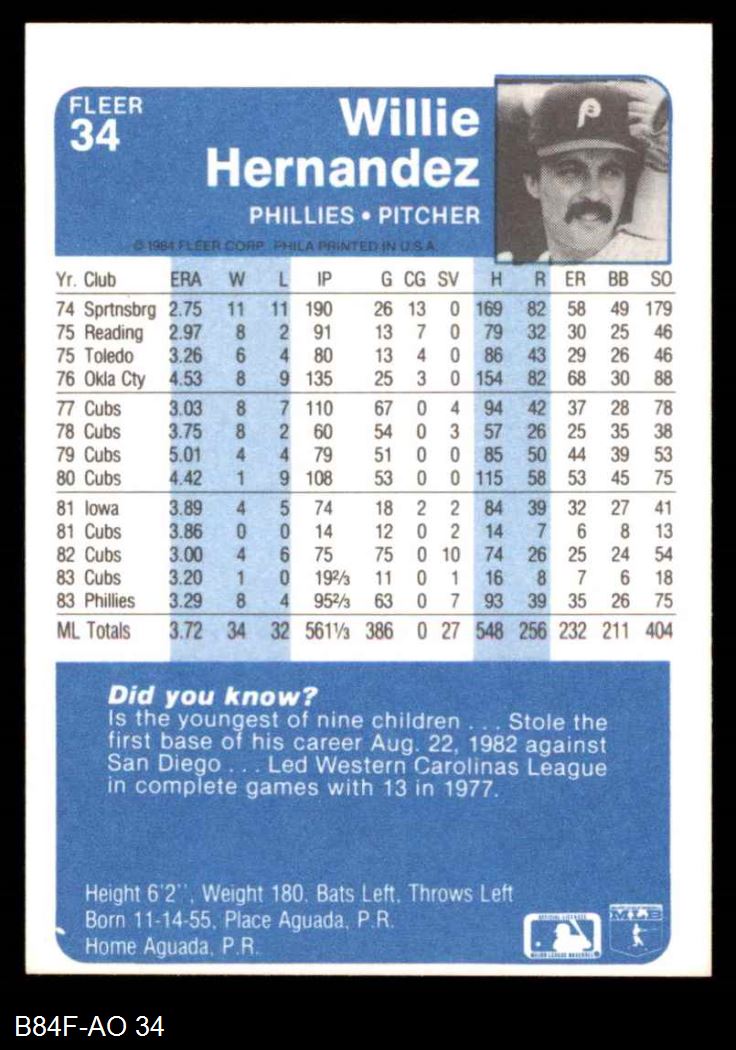 FLEER
34
Willie
Hernandez
PHILLIES • PITCHER
© 1984 FLEER CORP. PHILA PRINTED IN U.S.A.
Yr. Club ERA W L IP G CG SV H R ER BB SO
74 Sprtnsbrg 2.75 11 11 190 26 13 0 169 82 58 49 179
75 Reading 2.97 8 2 91 13 7 0 79 32 30 25 46
75 Toledo 3.26 6 4 80 13 4 0 86 43 29 26 46
76 Okla Cty 4.53 8 9 135 25 3 0 154 82 68 30 88
77 Cubs 3.03 8 7 110 67 0 4 94 42 37 28 78
78 Cubs 3.75 8 2 60 54 0 3 57 26 25 35 38
79 Cubs 5.01 4 4 79 51 0 0 85 50 44 39 53
80 Cubs 4.42 1 9 108 53 0 0 115 58 53 45 75
81 Iowa 3.89 4 5 74 18 2 2 84 39 32 27 41
81 Cubs 3.86 0 0 14 12 0 2 14 7 6 8 13
82 Cubs 3.00 4 6 75 75 0 10 74 26 25 24 54
83 Cubs 3.20 1 0 192/3 11 0 1 16 8 7 6 18
83 Phillies 3.29 8 4 952/3 63 0 7 93 39 35 26 75
ML Totals 3.72 34 32 5611/3 386 0 27 548 256 232 211 404
Did you know?
Is the youngest of nine children . . . Stole the
first base of his career Aug. 22, 1982 against
San Diego . . . Led Western Carolinas League
in complete games with 13 in 1977.
Height 6'2'', Weight 180, Bats Left, Throws Left
Born 11-14-55, Place Aguada, P.R.
Home Aguada, P.R.
OFFICIAL LICENSEE
MAJOR LEAGUE BASEBALL
MLB
B84F-AO 34